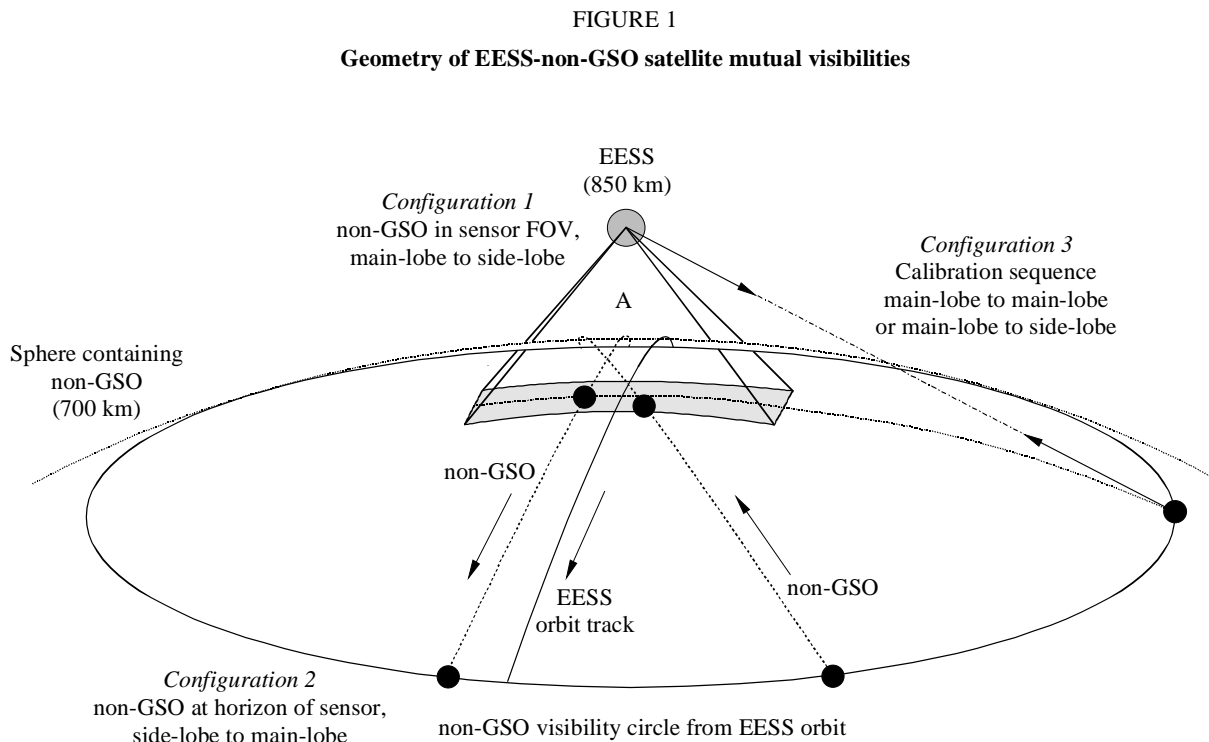 FIGURE 1
Geometry of EESS-non-GSO satellite mutual visibilities
EESS
(850 km)
Configuration 1
non-GSO in sensor FOV,
main-lobe to side-lobe
Configuration 3
Calibration sequence
main-lobe to main-lobe
or main-lobe to side-lobe
A
Sphere containing
non-GSO
(700 km)
non-GSO
non-GSO
EESS
orbit track
Configuration 2
non-GSO at horizon of sensor,
side-lobe to main-lobe
non-GSO visibility circle from EESS orbit